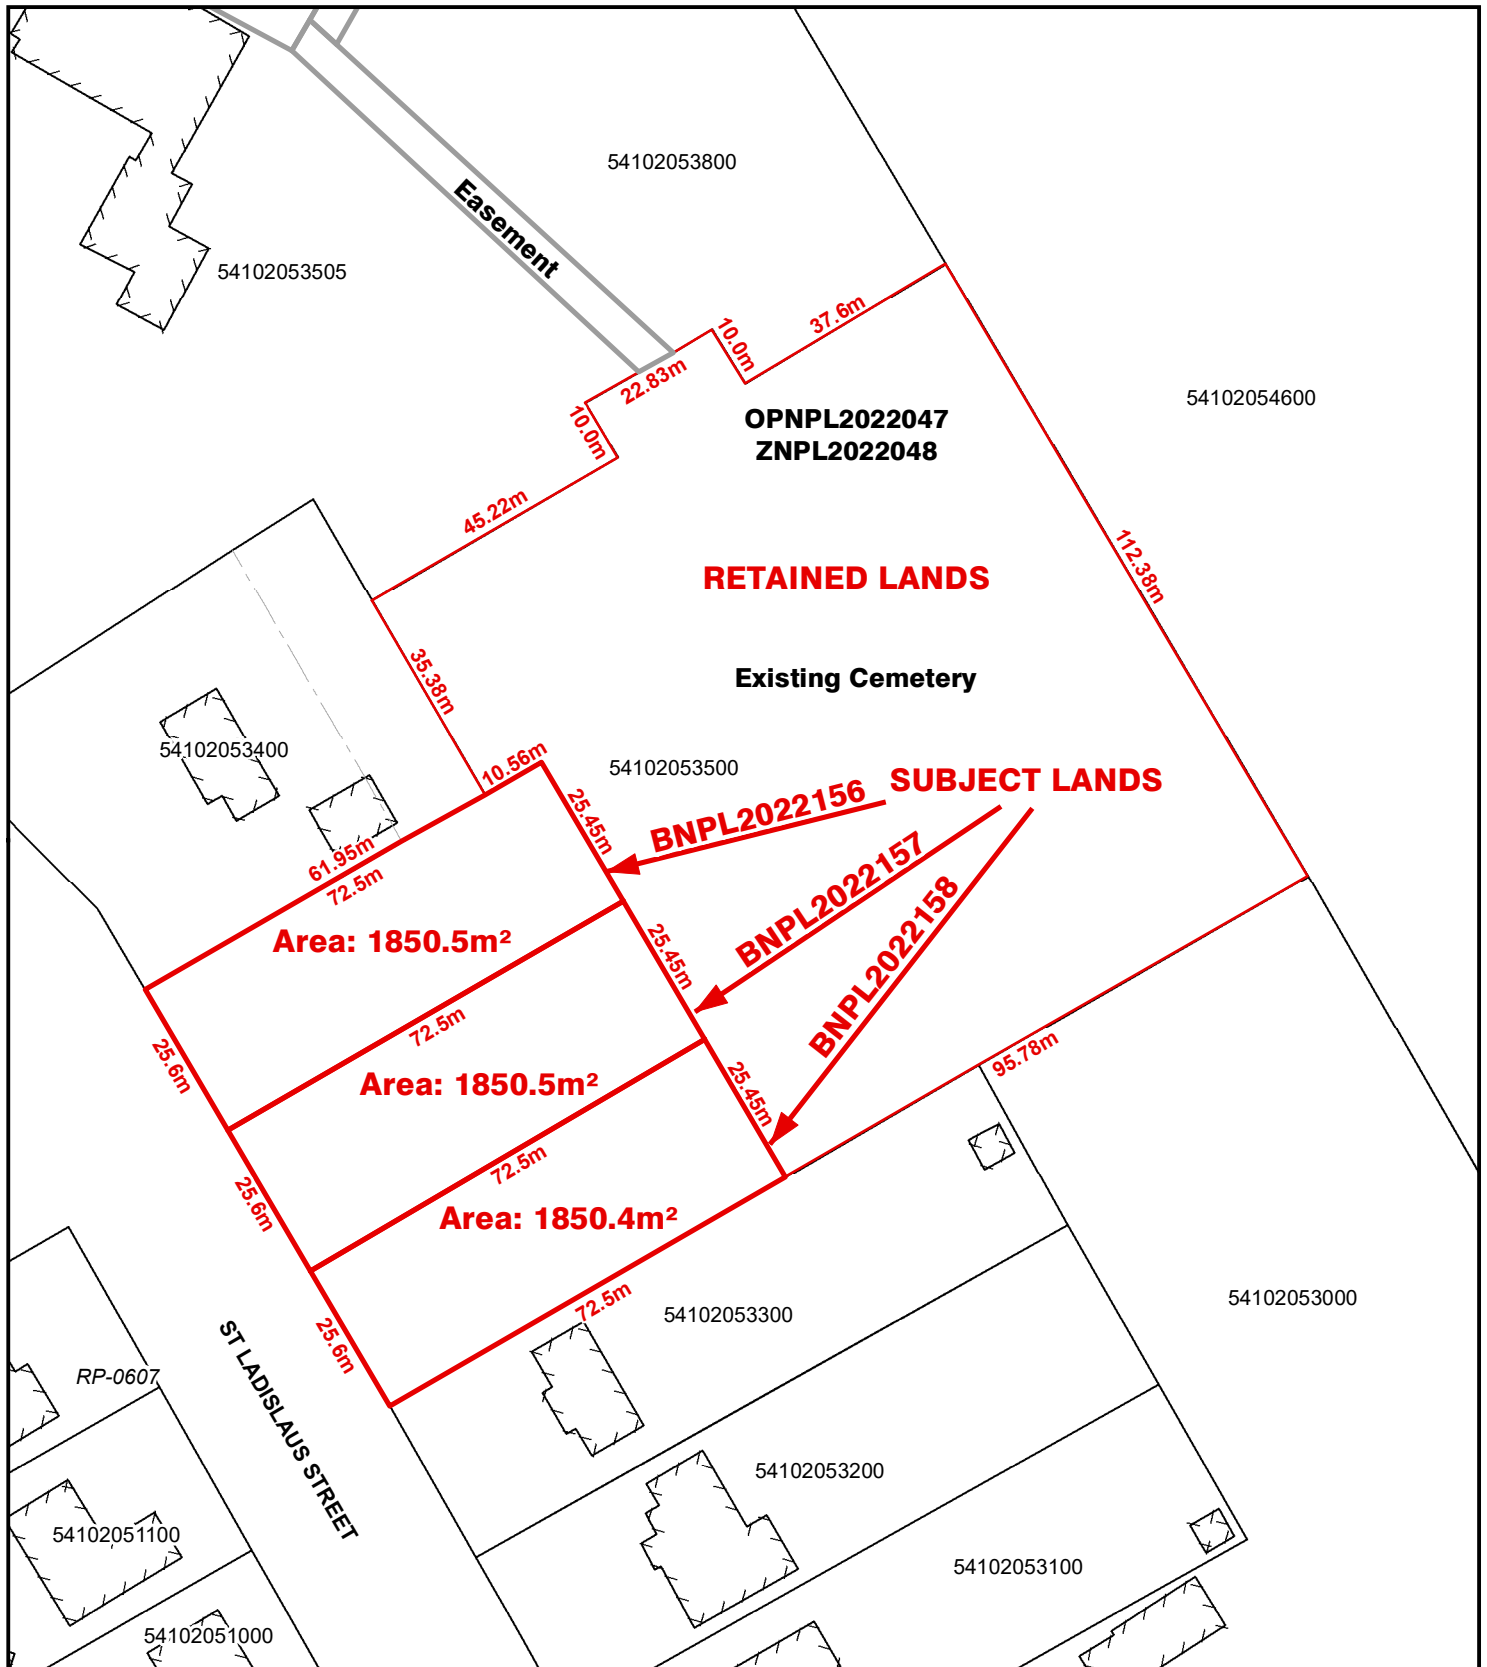 54102053800
Easement
54102053505
37.6m
10.0m
22.83m
10.0m
54102054600
OPNPL2022047
ZNPL2022048
45.22m
112.38m
RETAINED LANDS
35.38m
Existing Cemetery
54102053400
10.56m
54102053500
SUBJECT LANDS
25.45m
BNPL2022156
61.95m
72.5m
BNPL2022157
BNPL2022158
Area: 1850.5m²
25.45m
72.5m
25.6m
95.78m
Area: 1850.5m²
25.45m
72.5m
25.6m
Area: 1850.4m²
72.5m
54102053300
54102053000
25.6m
RP-0607
ST LADISLAUS STREET
54102053200
54102051100
54102053100
54102051000